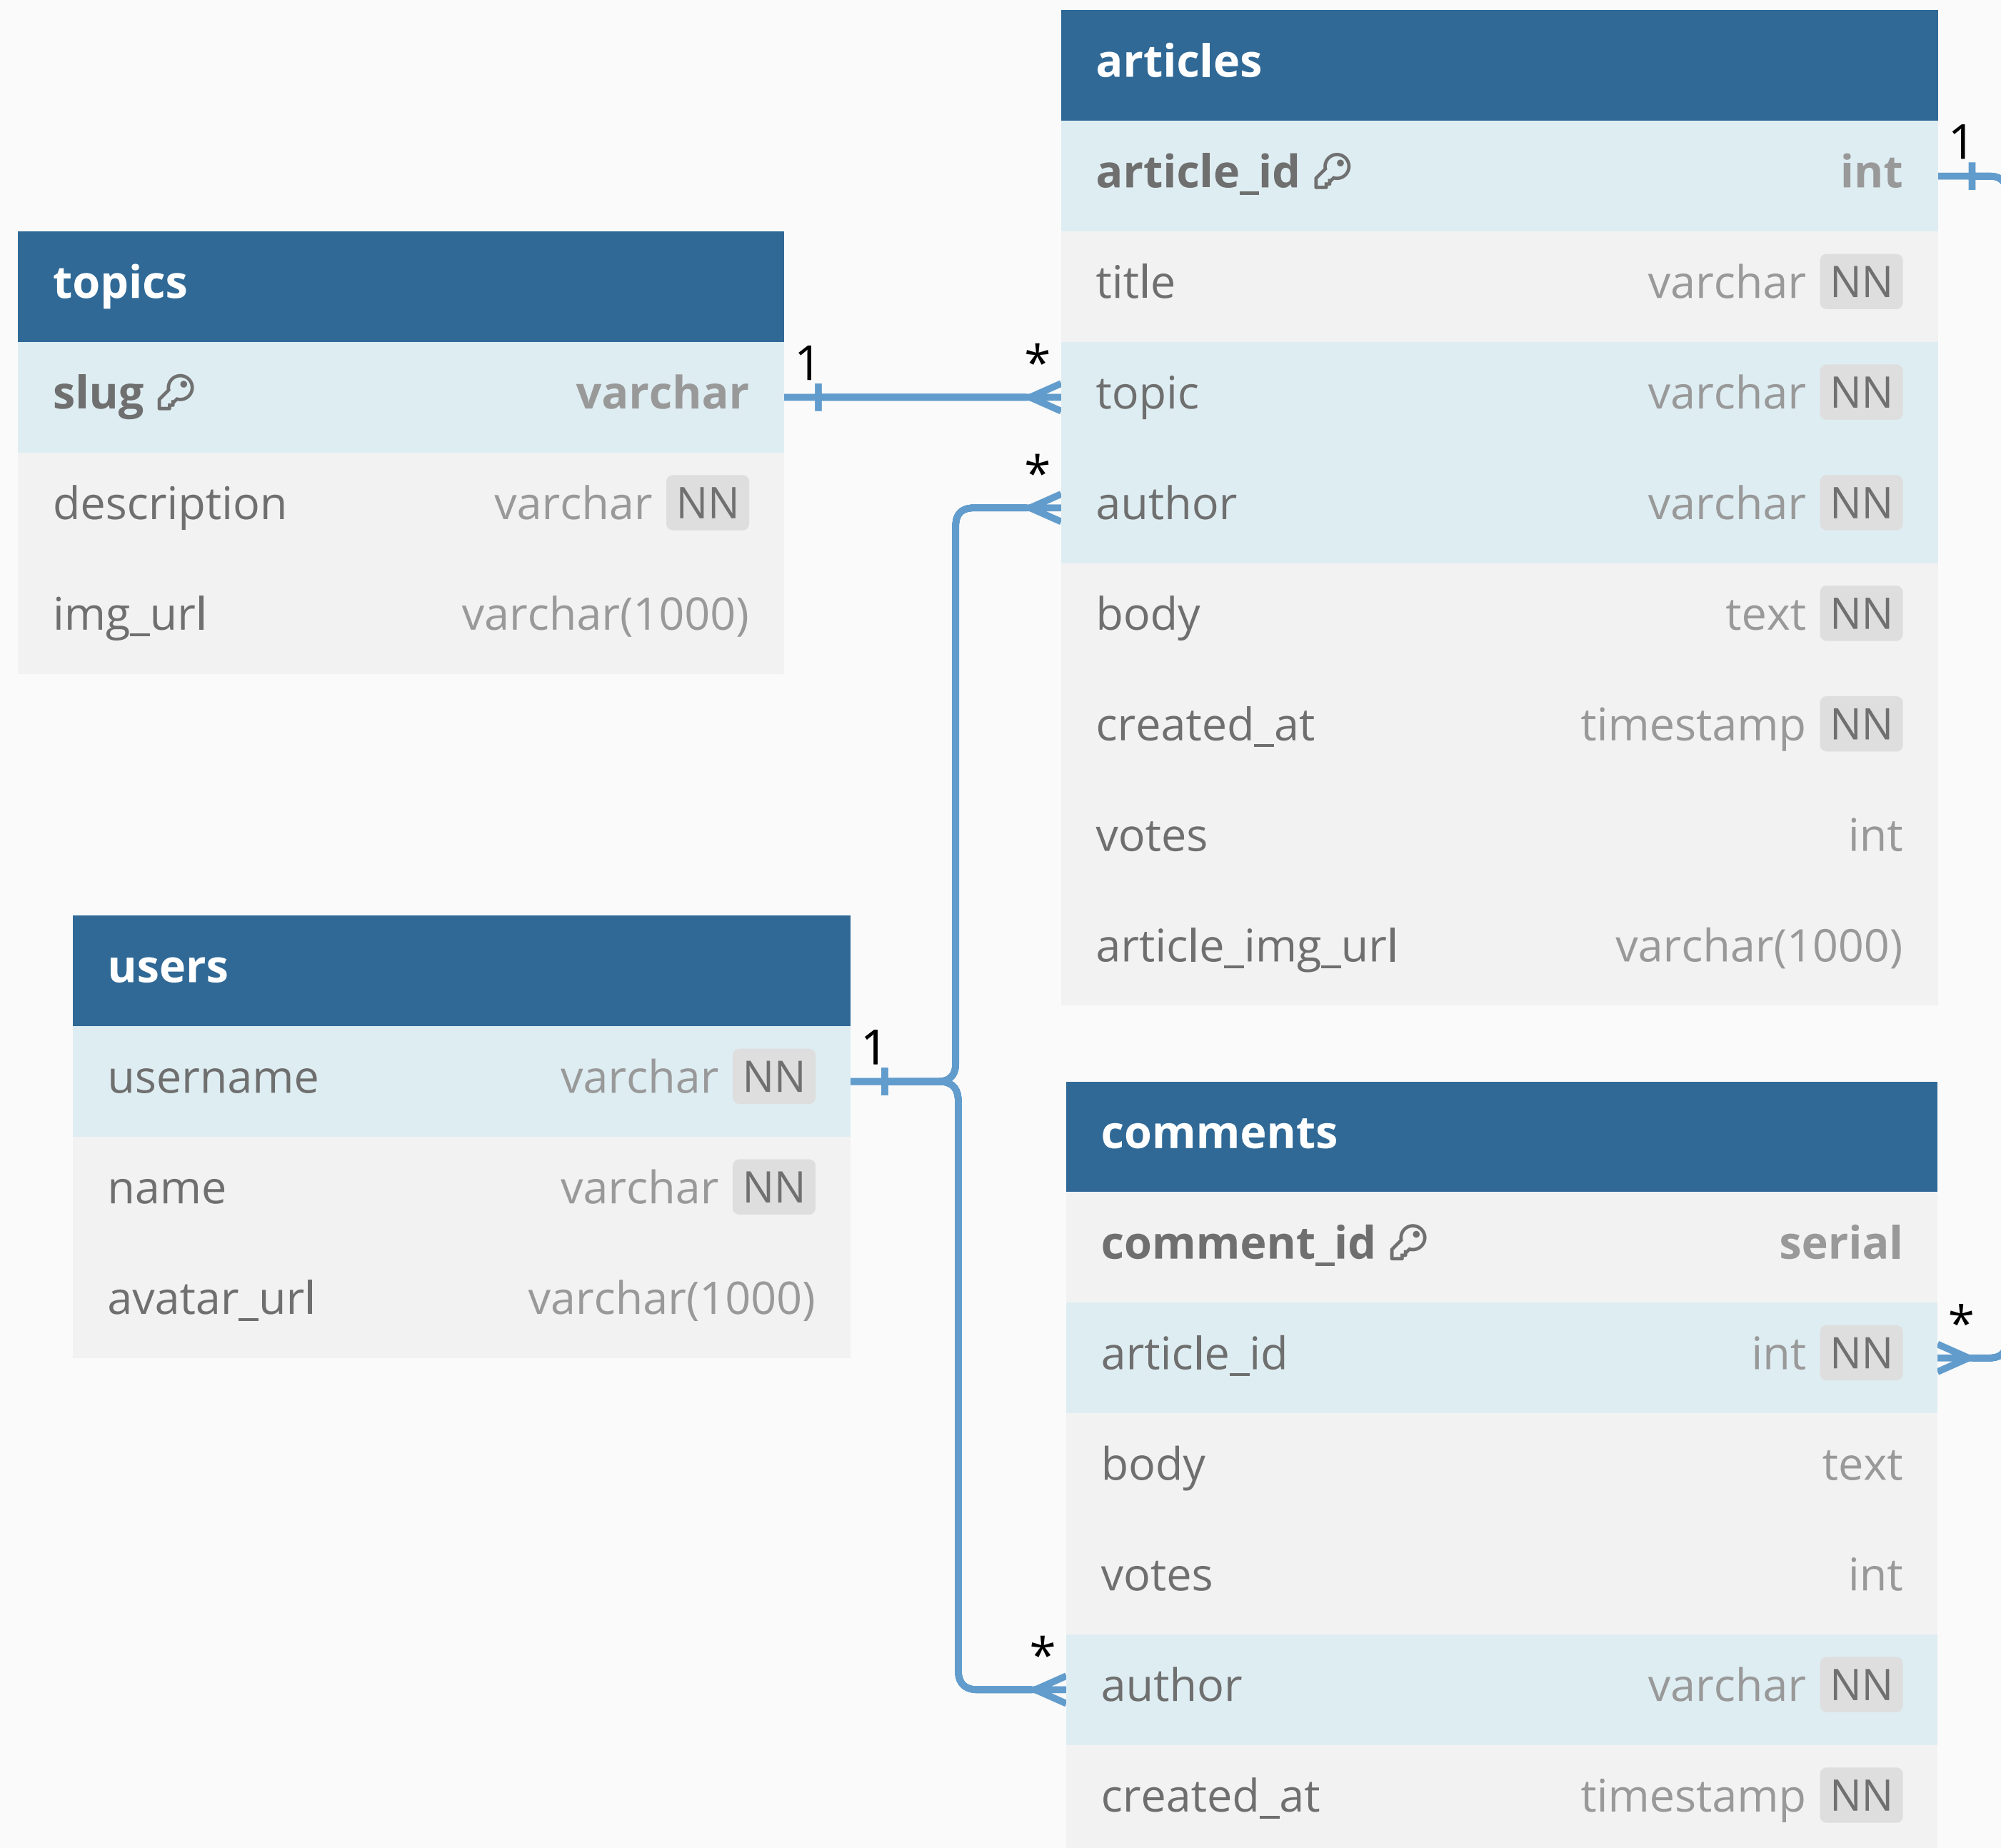 topics
slug varchar
description varchar NN
img_url varchar(1000)
1
*
articles
article_id int
title varchar NN
topic varchar NN
author varchar NN
body text NN
created_at timestamp NN
votes int
article_img_url varchar(1000)
1
*
users
username varchar NN
name varchar NN
avatar_url varchar(1000)
1
comments
comment_id serial
article_id int NN
body text
votes int
author varchar NN
created_at timestamp NN
*
*